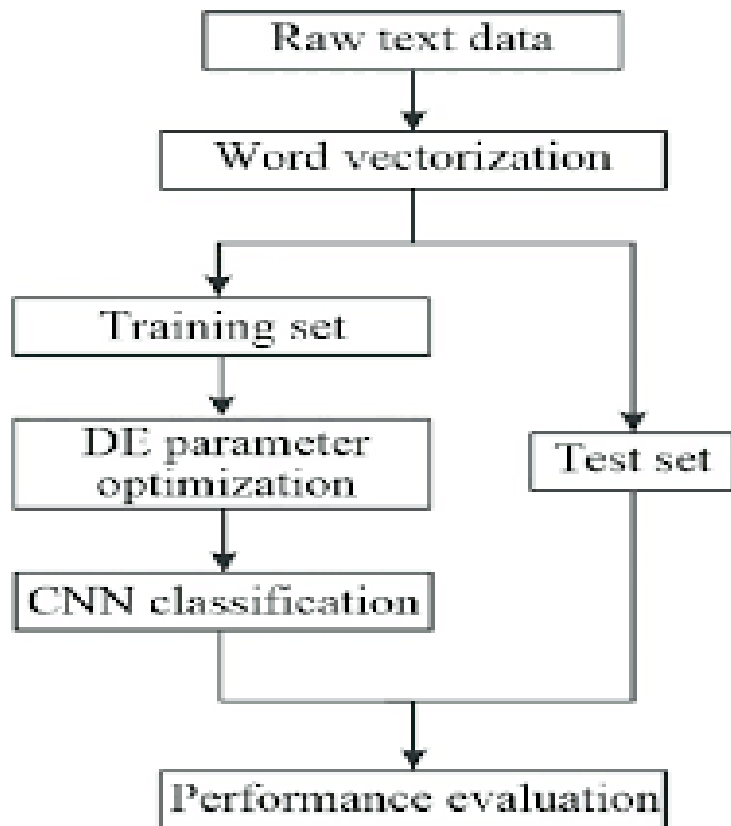 Raw text data
Word vectorization
Training set
DE parameter
optimization
Test set
CNN classification
Performance evaluation